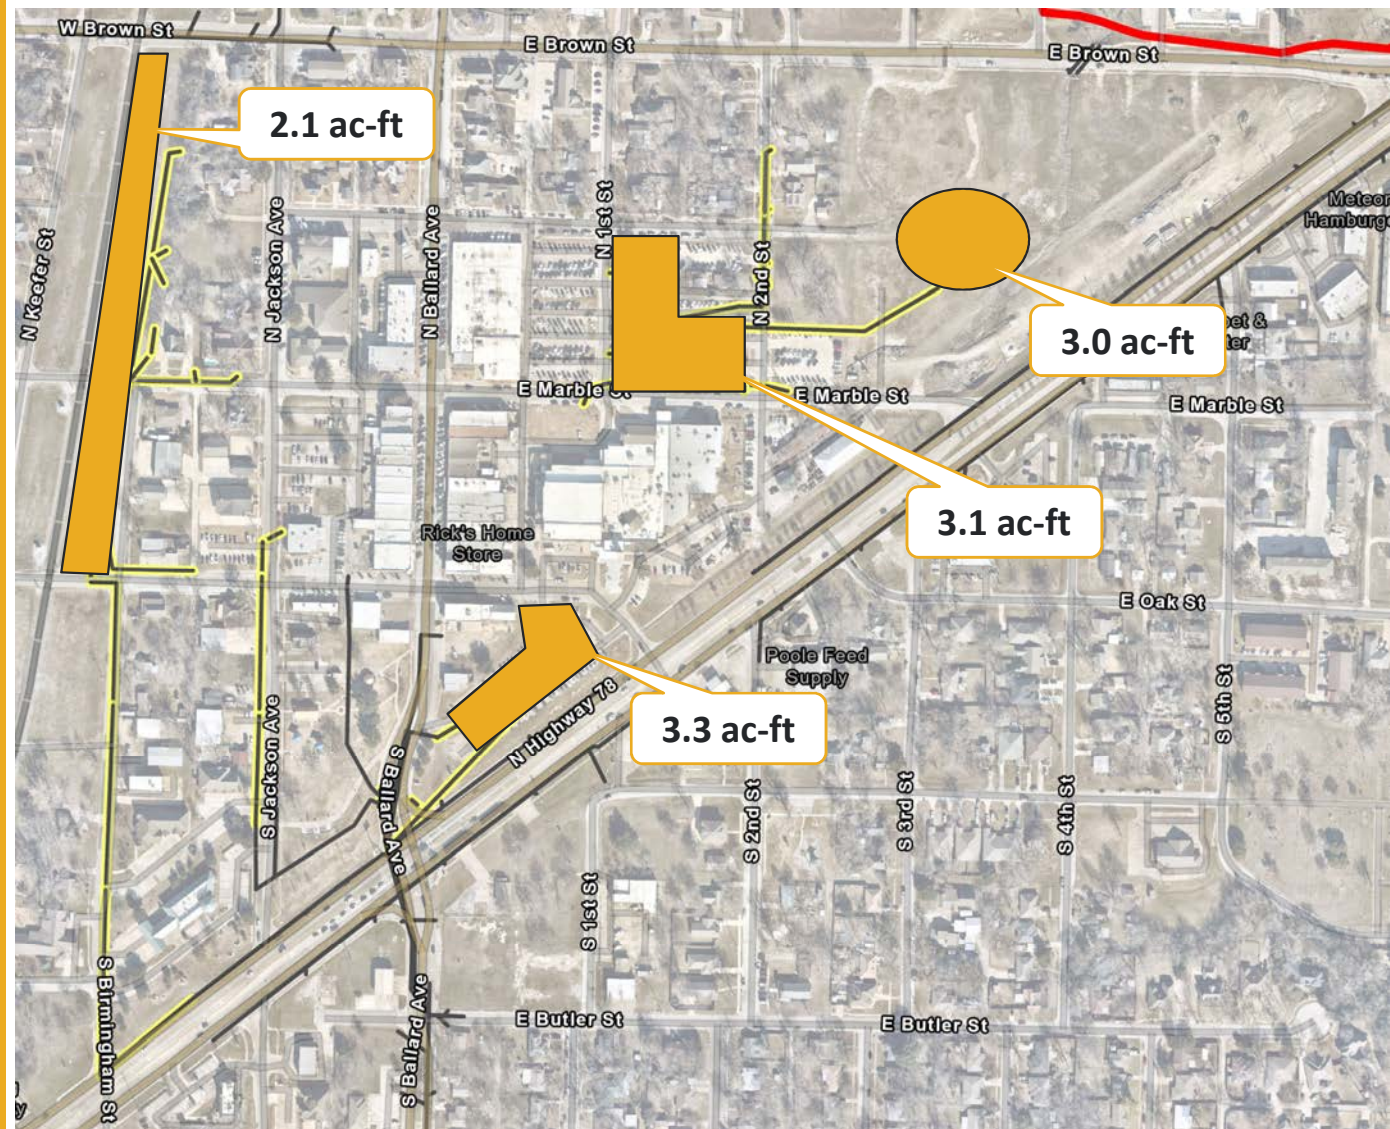 W Brown St
E Brown St
E Brown St
2.1 ac-ft
N Keefer St
N Jackson Ave
N Ballard Ave
N 1st St
N 2nd St
Meteor
Hamburge
3.0 ac-ft
E Marble St
E Marble St
E Marble St
3.1 ac-ft
Rick's Home
Store
E Oak St
Poole Feed
Supply
3.3 ac-ft
N Highway 78
S Jackson Ave
S Ballard Ave
S 1st St
S 2nd St
S 3rd St
S 4th St
S 5th St
S Birmingham St
S Ballard Ave
E Butler St
E Butler St